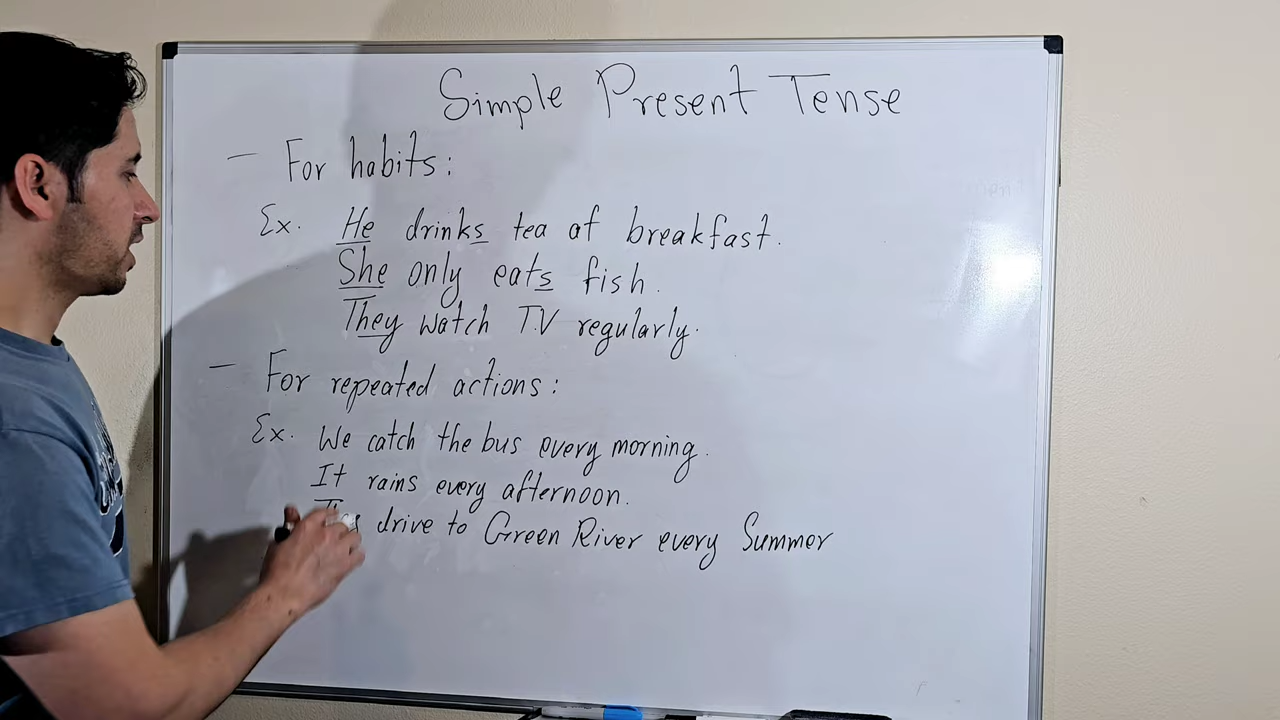 Simple Present Tense
— For habits:
Ex. He drinks tea at breakfast.
She only eats fish.
They watch T.V regularly.
— For repeated actions:
Ex. We catch the bus every morning.
It rains every afternoon.
drive to Green River every Summer